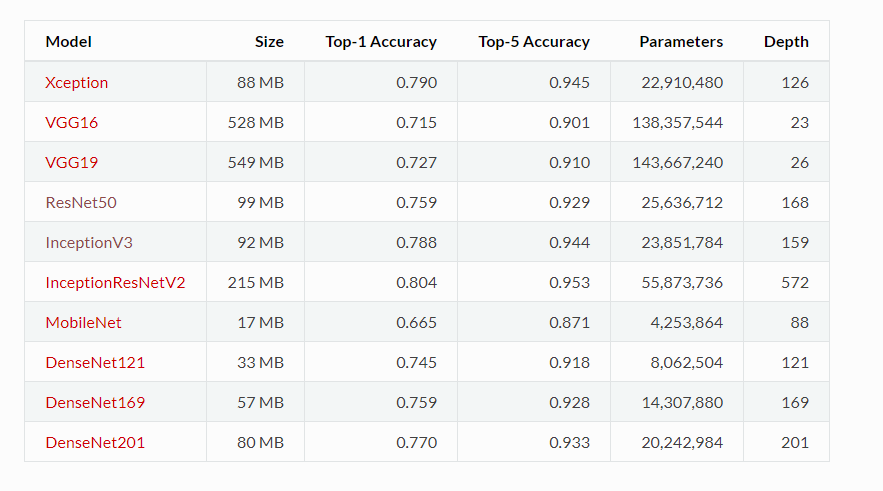 Model Size Top-1 Accuracy Top-5 Accuracy Parameters Depth
Xception 88 MB 0.790 0.945 22,910,480 126
VGG16 528 MB 0.715 0.901 138,357,544 23
VGG19 549 MB 0.727 0.910 143,667,240 26
ResNet50 99 MB 0.759 0.929 25,636,712 168
InceptionV3 92 MB 0.788 0.944 23,851,784 159
InceptionResNetV2 215 MB 0.804 0.953 55,873,736 572
MobileNet 17 MB 0.665 0.871 4,253,864 88
DenseNet121 33 MB 0.745 0.918 8,062,504 121
DenseNet169 57 MB 0.759 0.928 14,307,880 169
DenseNet201 80 MB 0.770 0.933 20,242,984 201